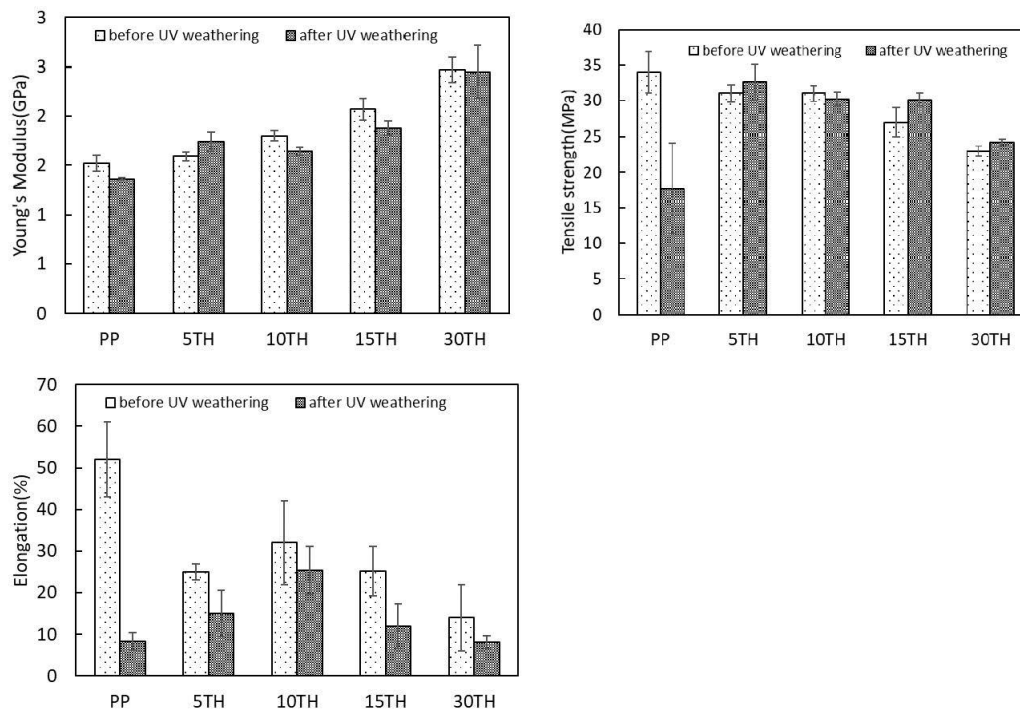 Young's Modulus(GPa)
3
3
2
2
1
1
0
before UV weathering
after UV weathering
PP
5TH
10TH
15TH
30TH
Tensile strength(MPa)
40
35
30
25
20
15
10
5
0
before UV weathering
after UV weathering
PP
5TH
10TH
15TH
30TH
Elongation(%)
70
60
50
40
30
20
10
0
before UV weathering
after UV weathering
PP
5TH
10TH
15TH
30TH